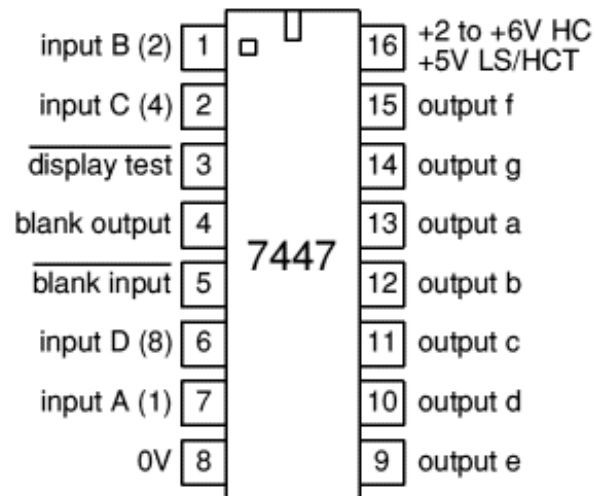 input B (2) 1
input C (4) 2
display test 3
blank output 4
blank input 5
input D (8) 6
input A (1) 7
0V 8
7447
16 +2 to +6V HC
+5V LS/HCT
15 output f
14 output g
13 output a
12 output b
11 output c
10 output d
9 output e